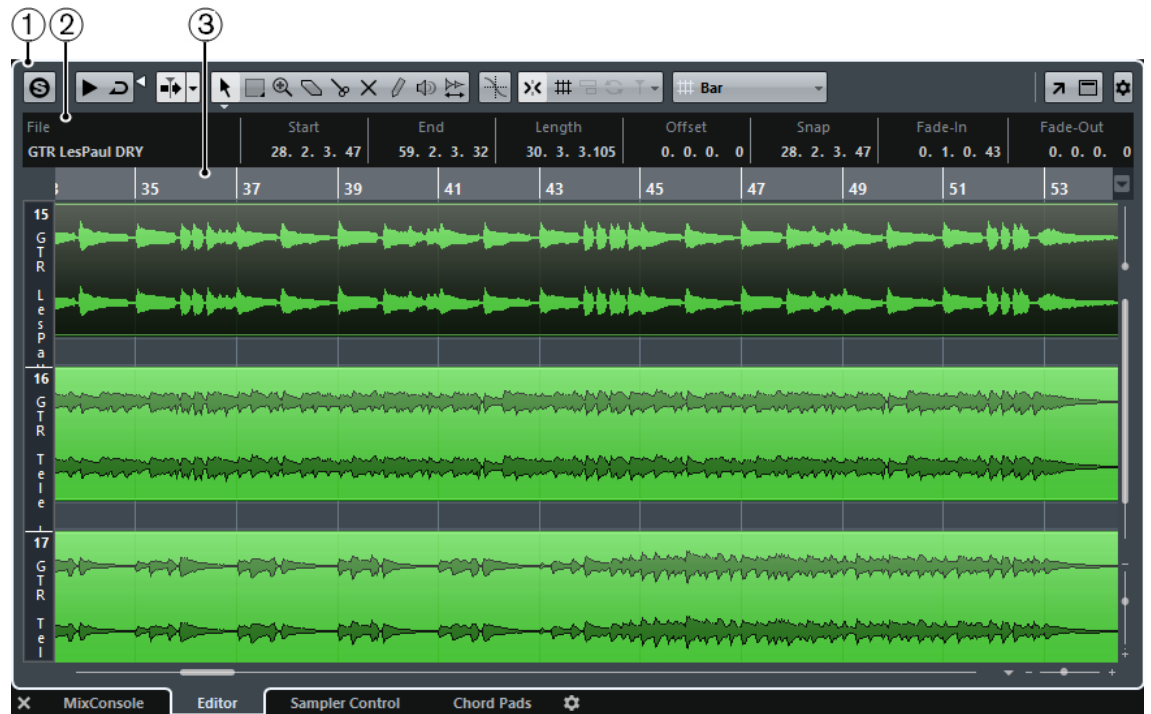 1 2 3
S
Bar
File Start End Length Offset Snap Fade-In Fade-Out
GTR LesPaul DRY 28. 2. 3. 47 59. 2. 3. 32 30. 3. 3.105 0. 0. 0. 0 28. 2. 3. 47 0. 1. 0. 43 0. 0. 0. 0
35 37 39 41 43 45 47 49 51 53
15
GTR LesPa
16
GTR Tele
17
GTR Tel
MixConsole Editor Sampler Control Chord Pads